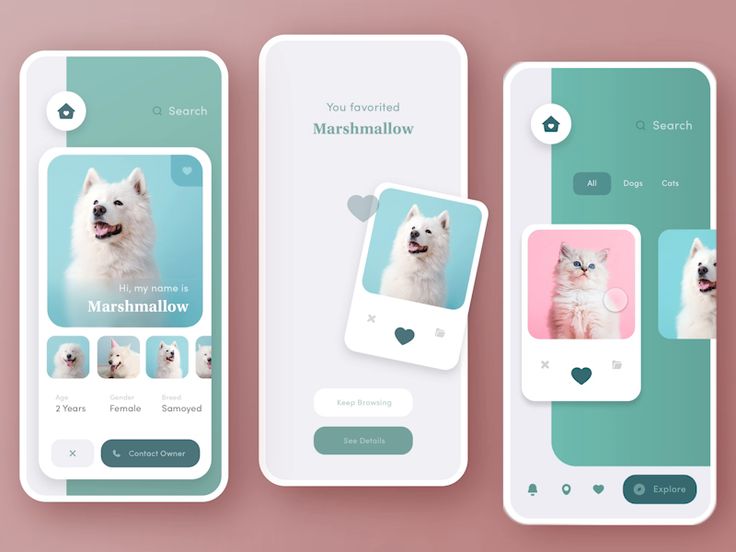 Search
Hi, my name is
Marshmallow
Age
Gender
Breed
2 Years
Female
Samoyed
×
Contact Owner
You favorited
Marshmallow
Keep Browsing
See Details
Search
All
Dogs
Cats
Explore